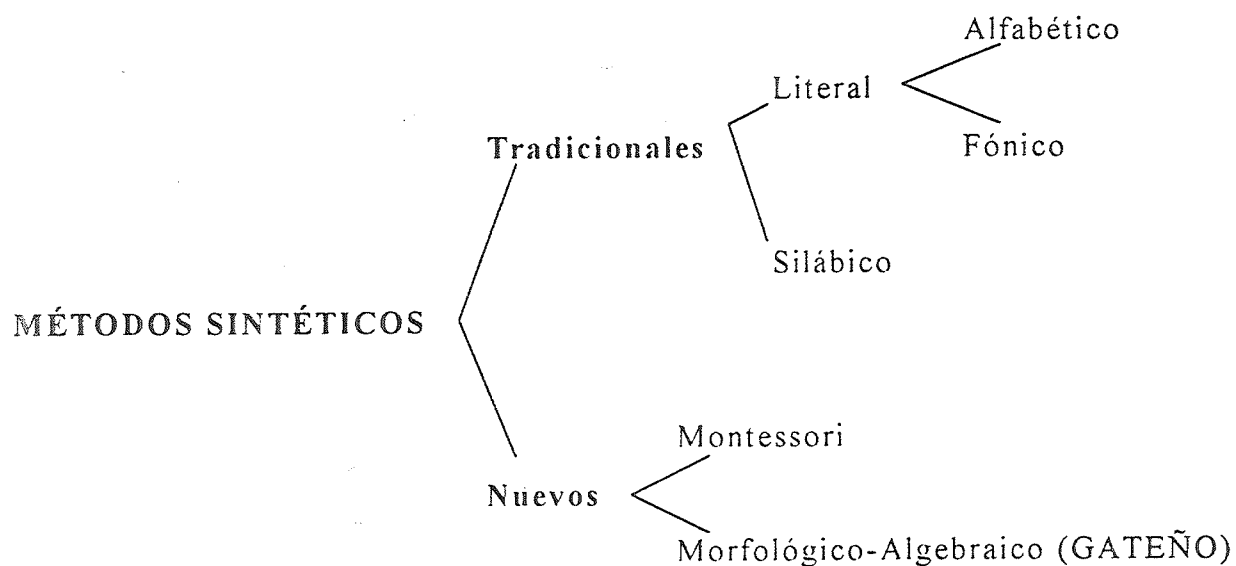 Alfabético
Literal
Tradicionales
Fónico
Silábico
MÉTODOS SINTÉTICOS
Montessori
Nuevos
Morfológico-Algebraico (GATEÑO)